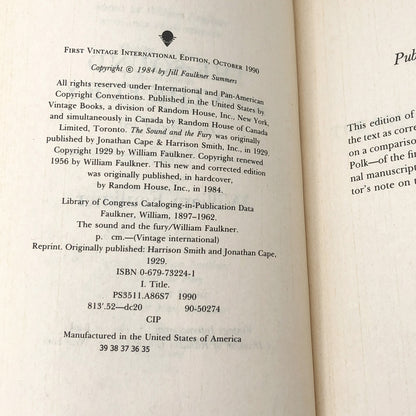 FIRST VINTAGE INTERNATIONAL EDITION, OCTOBER 1990
Copyright © 1984 by Jill Faulkner Summers
All rights reserved under International and Pan-American
Copyright Conventions. Published in the United States by
Vintage Books, a division of Random House, Inc., New York,
and simultaneously in Canada by Random House of Canada
Limited, Toronto. The Sound and the Fury was originally
published by Jonathan Cape & Harrison Smith, Inc., in 1929.
Copyright 1929 by William Faulkner. Copyright renewed
1956 by William Faulkner. This new and corrected edition
was originally published, in hardcover,
by Random House, Inc., in 1984.
Library of Congress Cataloging-in-Publication Data
Faulkner, William, 1897–1962.
The sound and the fury/William Faulkner.
p. cm.—(Vintage international)
Reprint. Originally published: Harrison Smith and Jonathan Cape,
1929.
ISBN 0-679-73224-1
I. Title.
PS3511.A86S7 1990
813'.52—dc20 90-50274
CIP
Manufactured in the United States of America
39 38 37 36 35
Pub
This edition of
the text as correct
on a comparison
Polk—of the fir
nal manuscript
tor's note on t